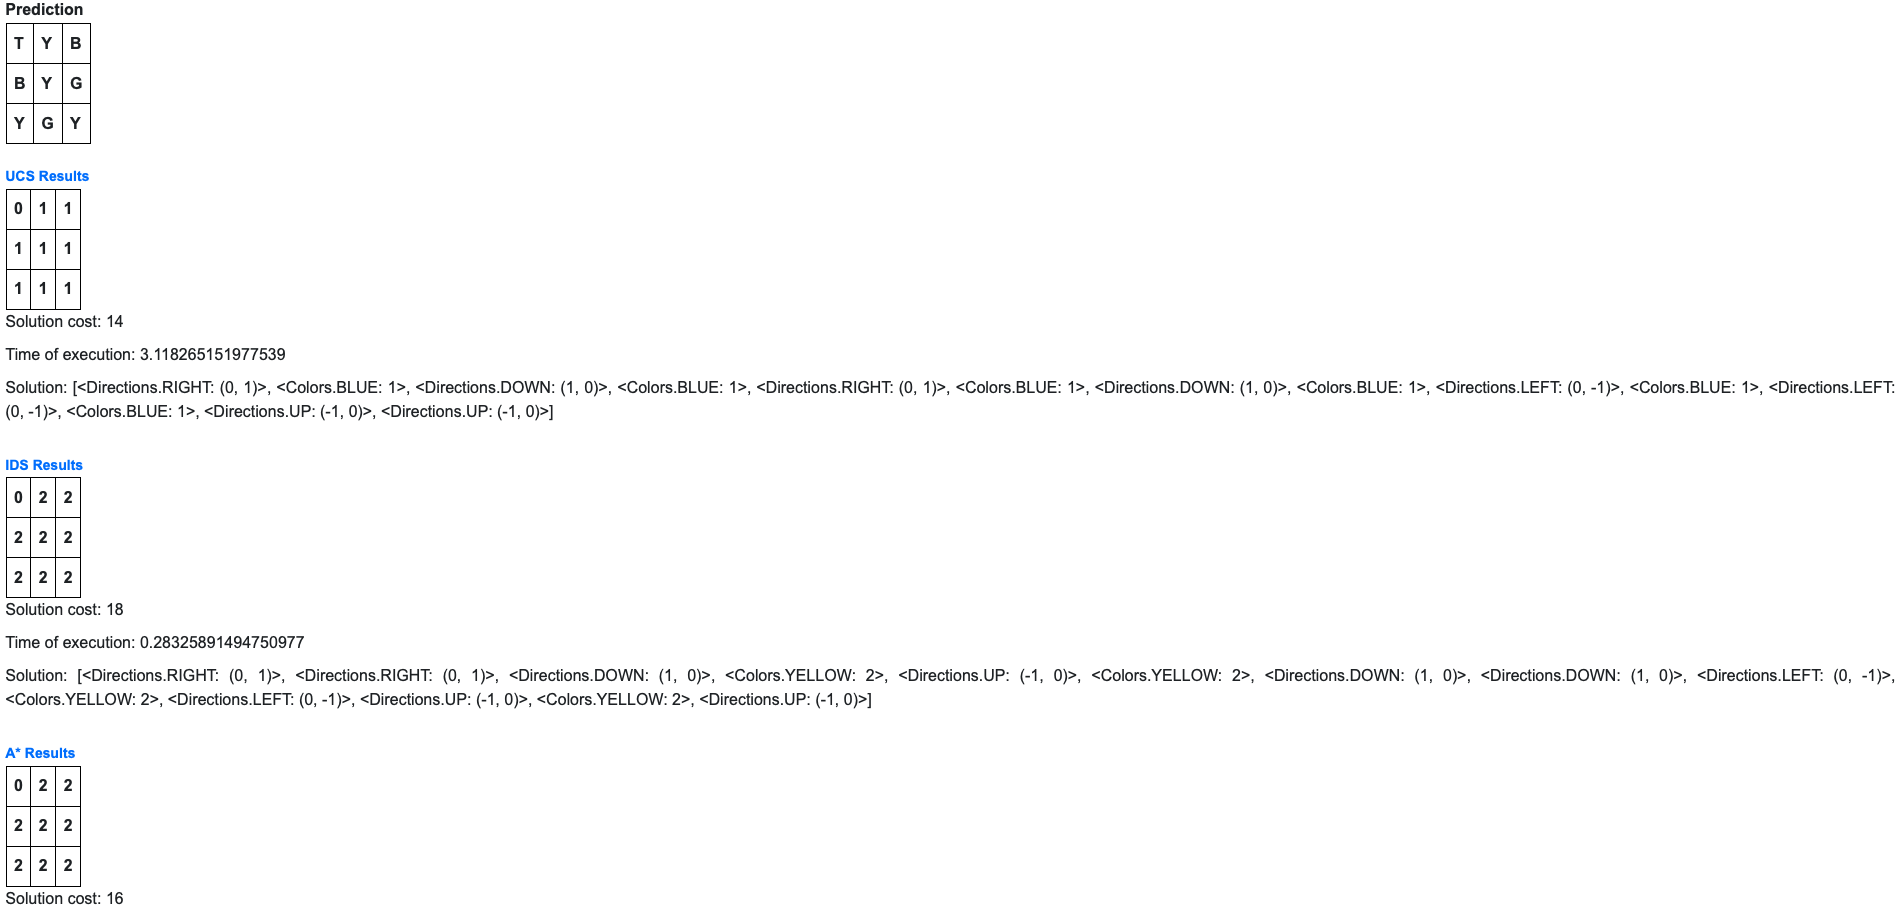 Prediction
T Y B
B Y G
Y G Y
UCS Results
0 1 1
1 1 1
1 1 1
Solution cost: 14
Time of execution: 3.118265151977539
Solution: [<Directions.RIGHT: (0, 1)>, <Colors.BLUE: 1>, <Directions.DOWN: (1, 0)>, <Colors.BLUE: 1>, <Directions.RIGHT: (0, 1)>, <Colors.BLUE: 1>, <Directions.DOWN: (1, 0)>, <Colors.BLUE: 1>, <Directions.LEFT: (0, -1)>, <Colors.BLUE: 1>, <Directions.LEFT:
(0, -1)>, <Colors.BLUE: 1>, <Directions.UP: (-1, 0)>, <Directions.UP: (-1, 0)>]
IDS Results
0 2 2
2 2 2
2 2 2
Solution cost: 18
Time of execution: 0.28325891494750977
Solution: [<Directions.RIGHT: (0, 1)>, <Directions.RIGHT: (0, 1)>, <Directions.DOWN: (1, 0)>, <Colors.YELLOW: 2>, <Directions.UP: (-1, 0)>, <Colors.YELLOW: 2>, <Directions.DOWN: (1, 0)>, <Directions.DOWN: (1, 0)>, <Directions.LEFT: (0, -1)>,
<Colors.YELLOW: 2>, <Directions.LEFT: (0, -1)>, <Directions.UP: (-1, 0)>, <Colors.YELLOW: 2>, <Directions.UP: (-1, 0)>]
A* Results
0 2 2
2 2 2
2 2 2
Solution cost: 16